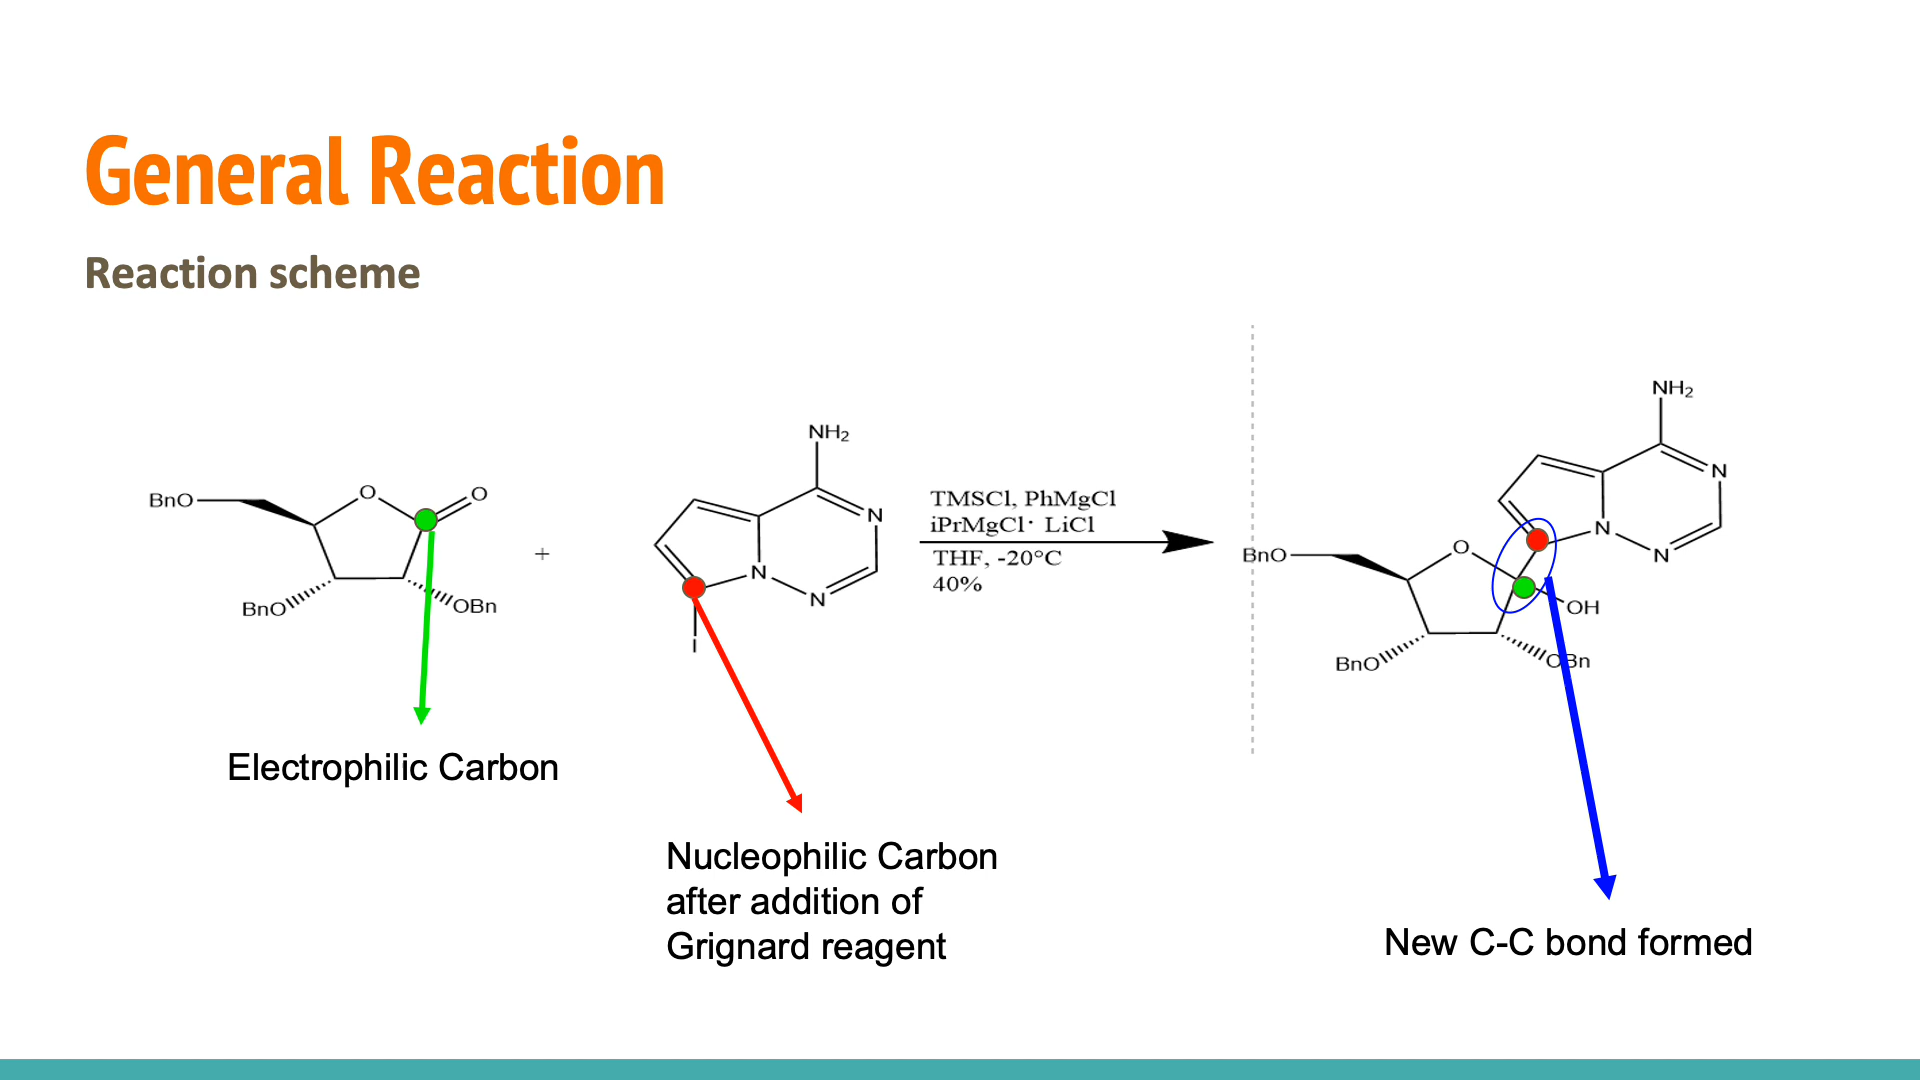 General Reaction
Reaction scheme
BnO
O
O
BnO
OBn
+
NH₂
N
N
N
I
TMSCl, PhMgCl
iPrMgCl· LiCl
THF, -20°C
40%
NH₂
N
N
N
BnO
O
OH
BnO
OBn
Electrophilic Carbon
Nucleophilic Carbon
after addition of
Grignard reagent
New C-C bond formed